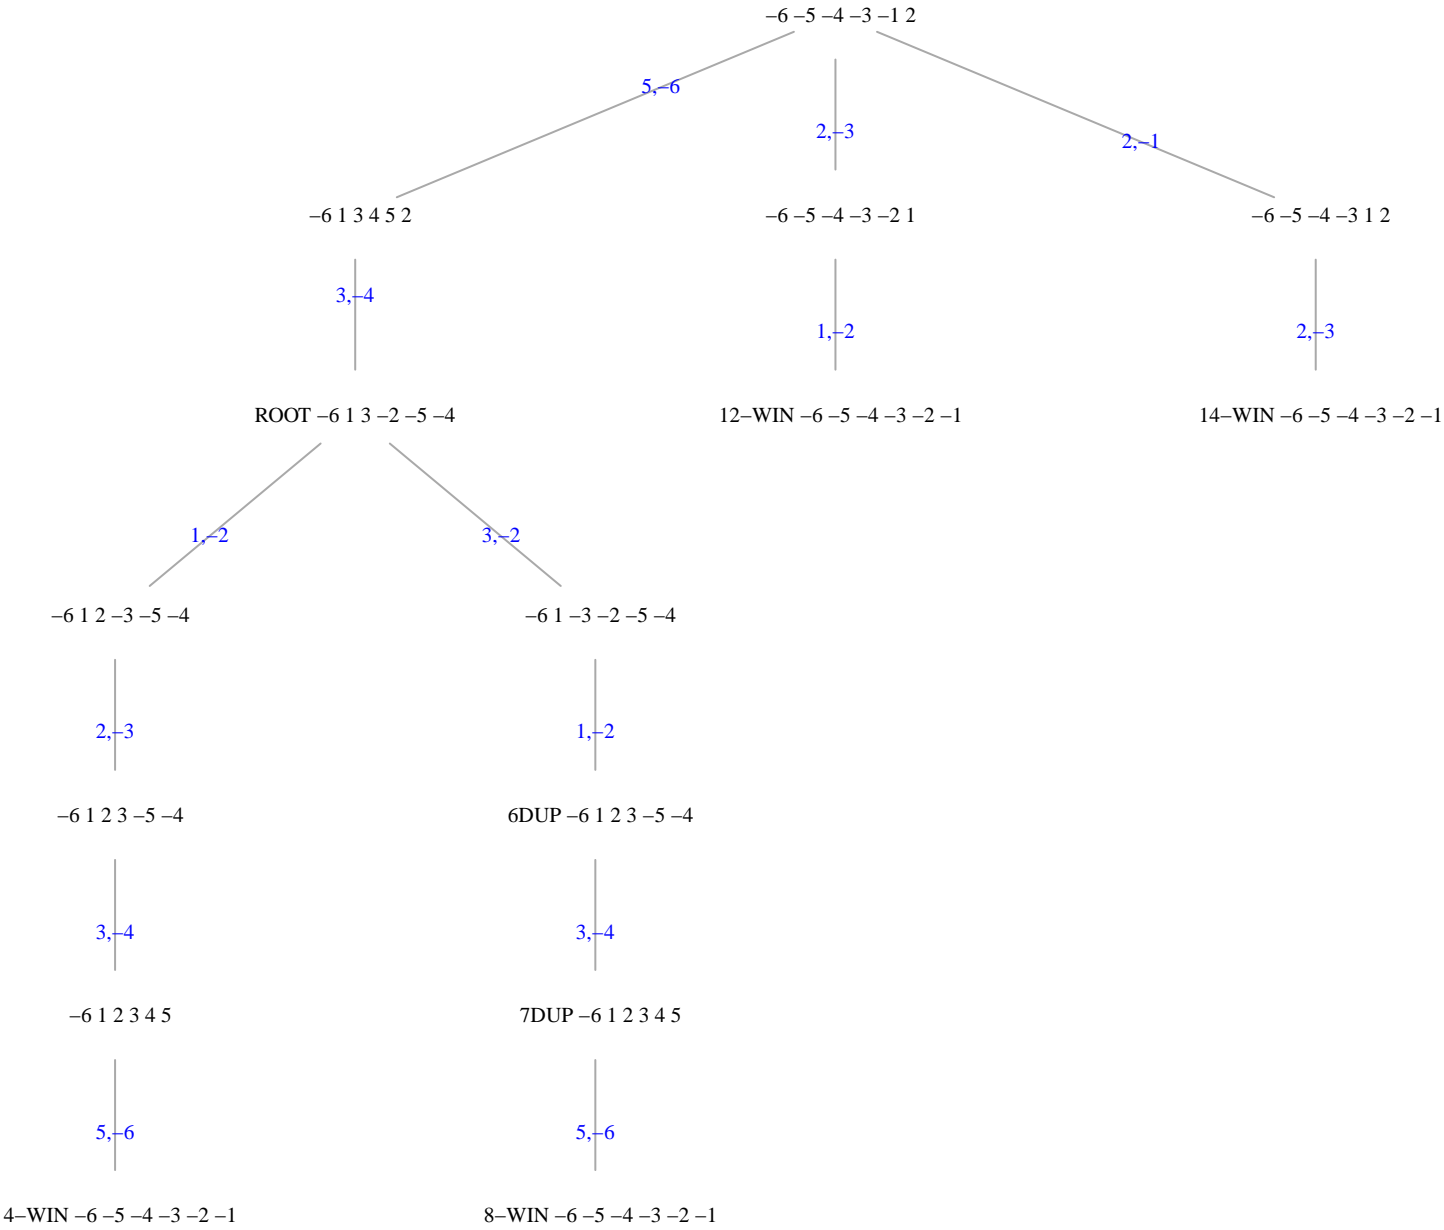 –6 –5 –4 –3 –1 2
5,–6
2,–3
2,–1
–6 1 3 4 5 2
–6 –5 –4 –3 –2 1
–6 –5 –4 –3 1 2
3,–4
1,–2
2,–3
ROOT –6 1 3 –2 –5 –4
12–WIN –6 –5 –4 –3 –2 –1
14–WIN –6 –5 –4 –3 –2 –1
1,–2
3,–2
–6 1 2 –3 –5 –4
–6 1 –3 –2 –5 –4
2,–3
1,–2
–6 1 2 3 –5 –4
6DUP –6 1 2 3 –5 –4
3,–4
3,–4
–6 1 2 3 4 5
7DUP –6 1 2 3 4 5
5,–6
5,–6
4–WIN –6 –5 –4 –3 –2 –1
8–WIN –6 –5 –4 –3 –2 –1